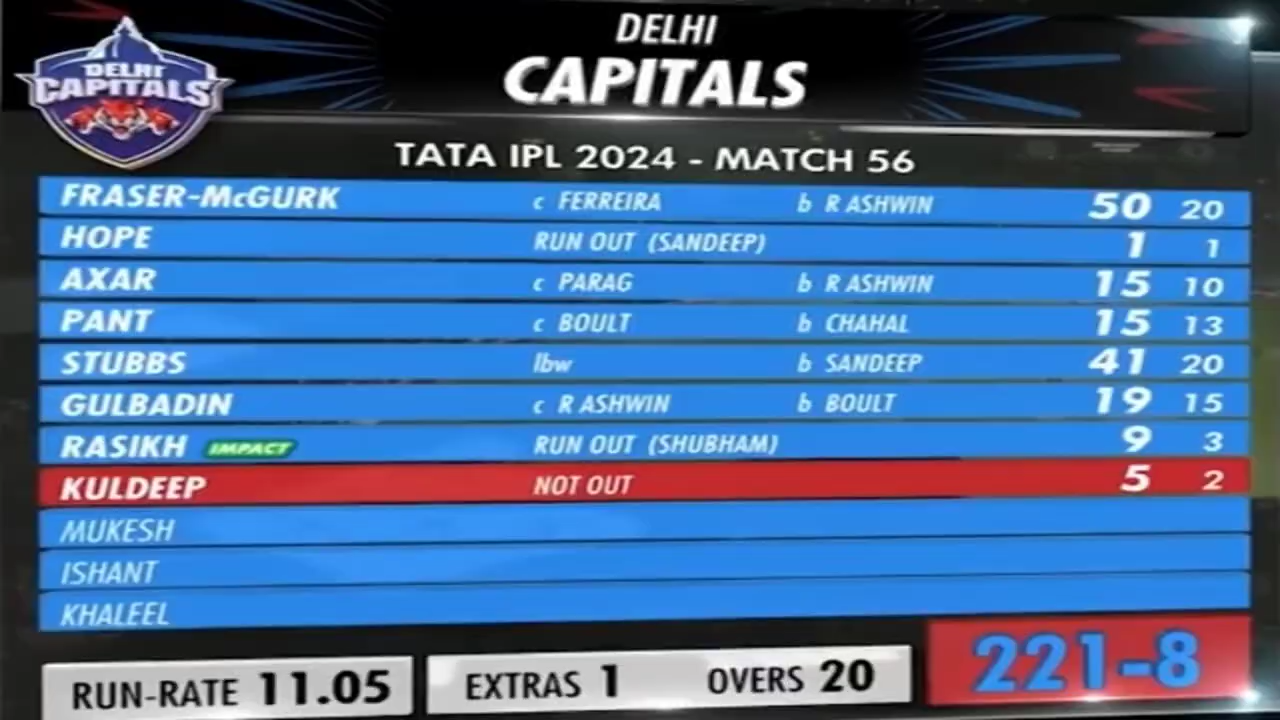 DELHI
CAPITALS
DELHI
CAPITALS
TATA IPL 2024 - MATCH 56
FRASER-McGURK c FERREIRA b R ASHWIN 50 20
HOPE RUN OUT (SANDEEP) 1 1
AXAR c PARAG b R ASHWIN 15 10
PANT c BOULT b CHAHAL 15 13
STUBBS lbw b SANDEEP 41 20
GULBADIN c R ASHWIN b BOULT 19 15
RASIKH IMPACT RUN OUT (SHUBHAM) 9 3
KULDEEP NOT OUT 5 2
MUKESH
ISHANT
KHALEEL
RUN-RATE 11.05 EXTRAS 1 OVERS 20 221-8